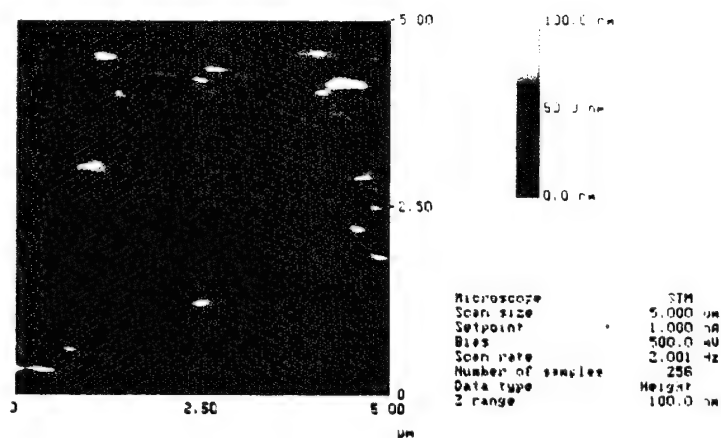 5.00
100.0 nm
50.0 nm
0.0 nm
2.50
0
0 2.50 5.00
µm
Microscope STM
Scan size 5.000 um
Setpoint 1.000 nA
Bias 500.0 mV
Scan rate 2.001 Hz
Number of samples 256
Data type Height
Z range 100.0 nm